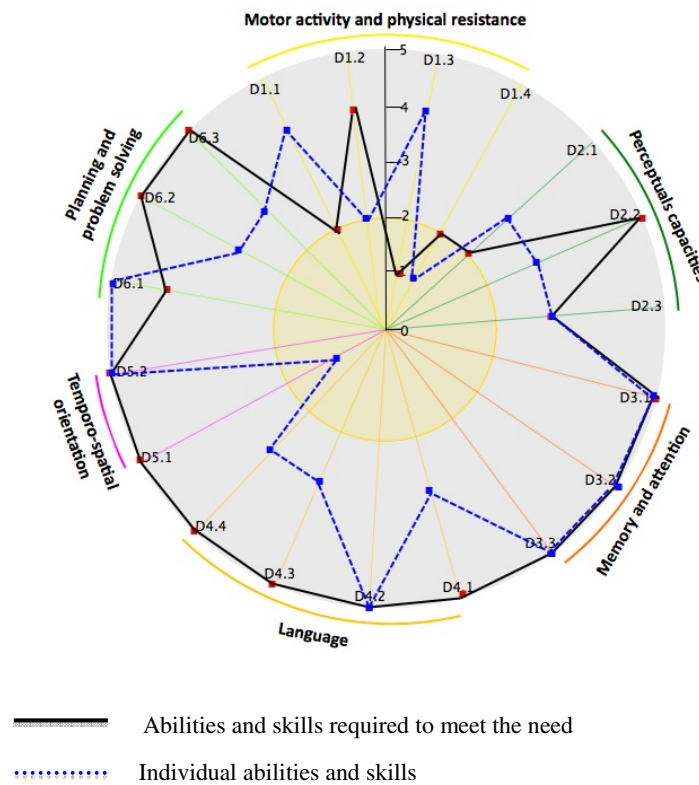 Motor activity and physical resistance
5
D1.2
D1.3
D1.1
D1.4
4
D6.3
D2.1
Planning and
problem solving
Perceptuals capacities
3
D6.2
D2.2
2
D6.1
1
D2.3
0
D5.2
D3.1
Temporo-spatial
orientation
D5.1
D3.2
Memory and attention
D4.4
D3.3
D4.3
D4.2
D4.1
Language
Abilities and skills required to meet the need
Individual abilities and skills